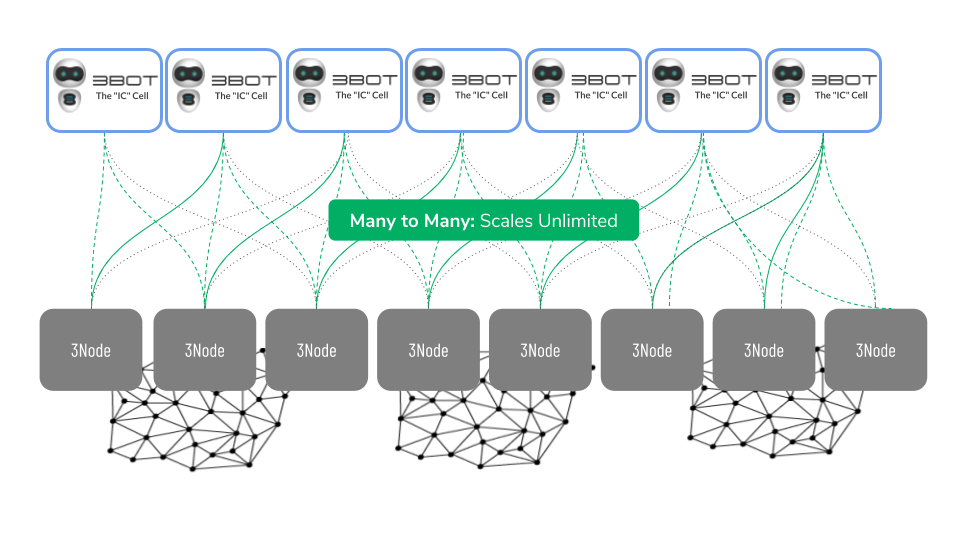 3BOT 3BOT 3BOT 3BOT 3BOT 3BOT 3BOT
The "IC" Cell The "IC" Cell The "IC" Cell The "IC" Cell The "IC" Cell The "IC" Cell The "IC" Cell
Many to Many: Scales Unlimited
3Node 3Node 3Node 3Node 3Node 3Node 3Node 3Node